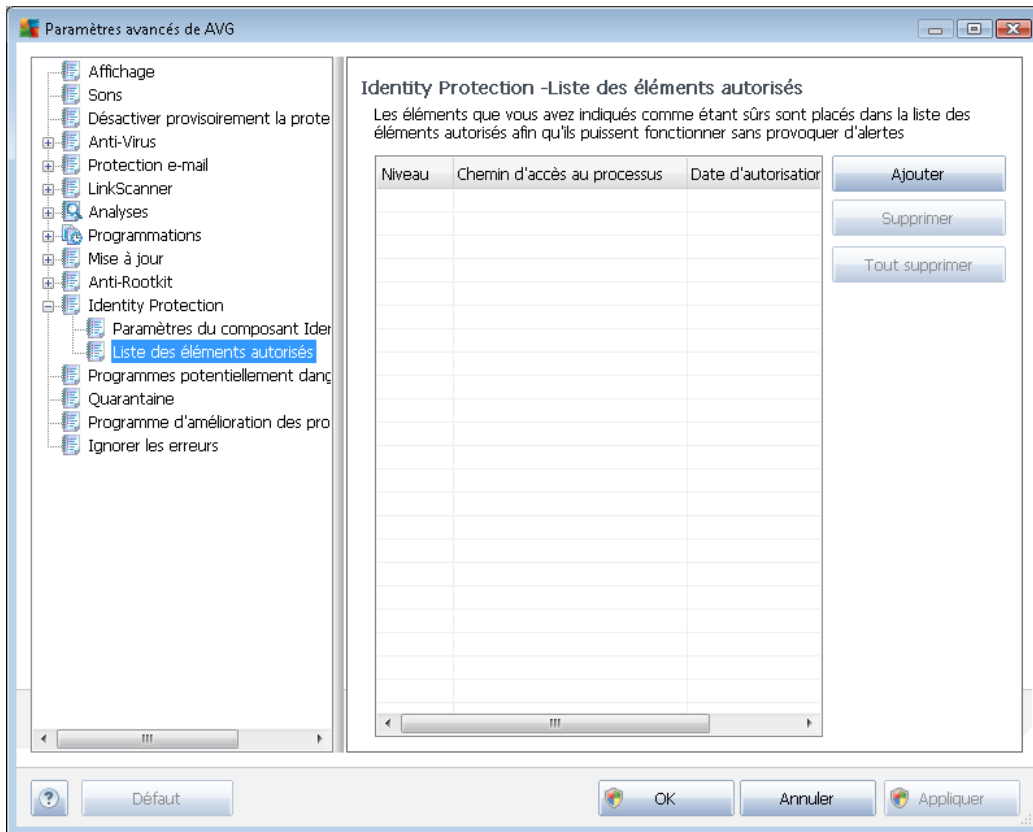 Paramètres avancés de AVG
Affichage
Sons
Désactiver provisoirement la prote
Anti-Virus
Protection e-mail
LinkScanner
Analyses
Programmations
Mise à jour
Anti-Rootkit
Identity Protection
Paramètres du composant Ider
Liste des éléments autorisés
Programmes potentiellement dang
Quarantaine
Programme d'amélioration des pro
Ignorer les erreurs
Identity Protection -Liste des éléments autorisés
Les éléments que vous avez indiqués comme étant sûrs sont placés dans la liste des
éléments autorisés afin qu'ils puissent fonctionner sans provoquer d'alertes
Niveau Chemin d'accès au processus Date d'autorisation
Ajouter
Supprimer
Tout supprimer
? Défaut OK Annuler Appliquer